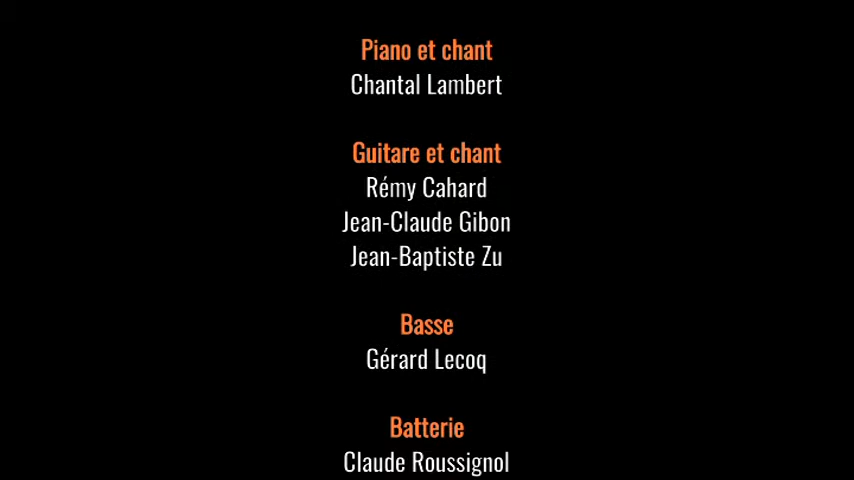 Piano et chant
Chantal Lambert
Guitare et chant
Rémy Cahard
Jean-Claude Gibon
Jean-Baptiste Zu
Basse
Gérard Lecoq
Batterie
Claude Roussignol